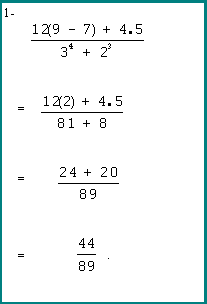 1-
12(9 - 7) + 4.5
3⁴ + 2³
= 12(2) + 4.5
81 + 8
= 24 + 20
89
= 44
89 .